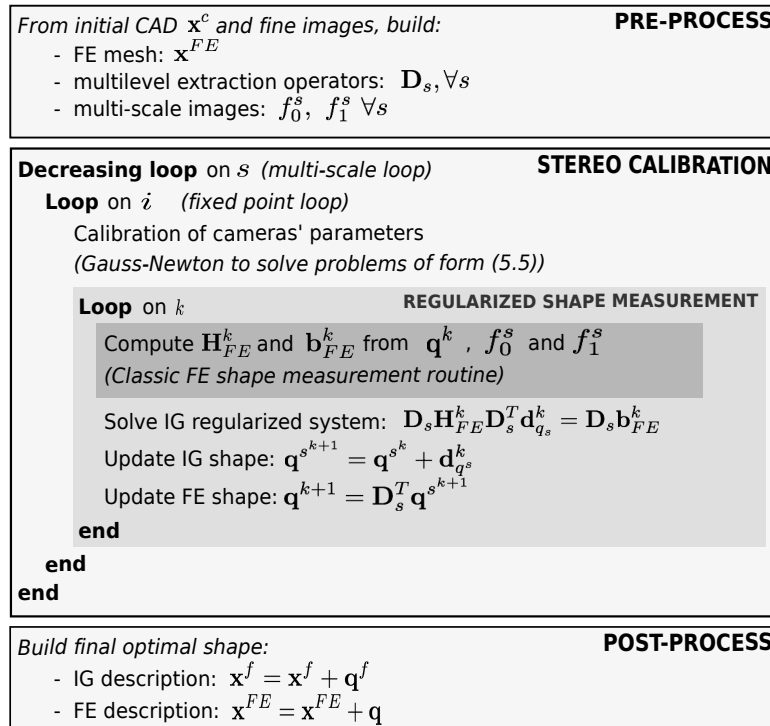 From initial CAD x^c and fine images, build: PRE-PROCESS
- FE mesh: x^{FE}
- multilevel extraction operators: D_s, ∀s
- multi-scale images: f_0^s, f_1^s ∀s
Decreasing loop on s (multi-scale loop) STEREO CALIBRATION
Loop on i (fixed point loop)
Calibration of cameras' parameters
(Gauss-Newton to solve problems of form (5.5))
Loop on k REGULARIZED SHAPE MEASUREMENT
Compute H_{FE}^k and b_{FE}^k from q^k , f_0^s and f_1^s
(Classic FE shape measurement routine)
Solve IG regularized system: D_s H_{FE}^k D_s^T d_{q_s}^k = D_s b_{FE}^k
Update IG shape: q^{s^{k+1}} = q^{s^k} + d_{q^s}^k
Update FE shape: q^{k+1} = D_s^T q^{s^{k+1}}
end
end
end
Build final optimal shape: POST-PROCESS
- IG description: x^f = x^f + q^f
- FE description: x^{FE} = x^{FE} + q